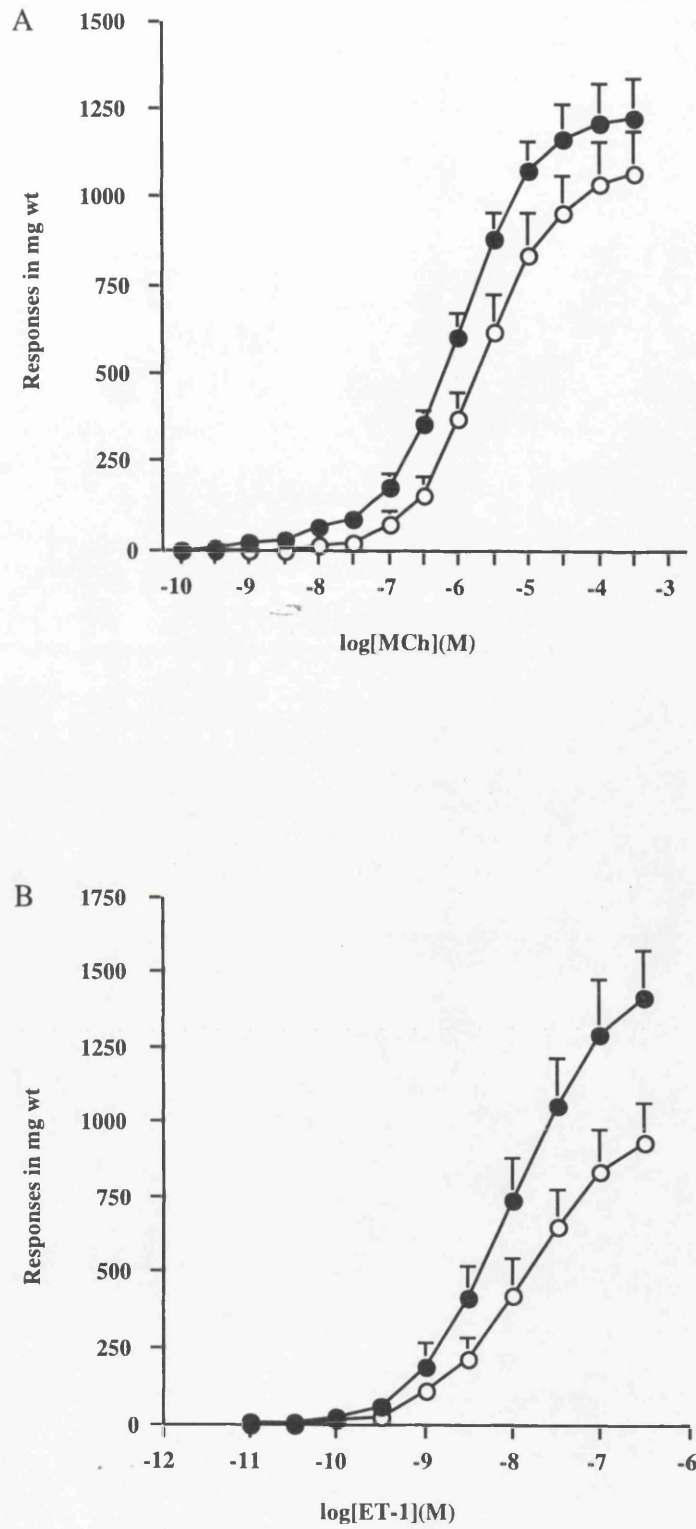 A
1500
1250
1000
750
500
250
0
Responses in mg wt
-10 -9 -8 -7 -6 -5 -4 -3
log[MCh](M)
B
1750
1500
1250
1000
750
500
250
0
Responses in mg wt
-12 -11 -10 -9 -8 -7 -6
log[ET-1](M)